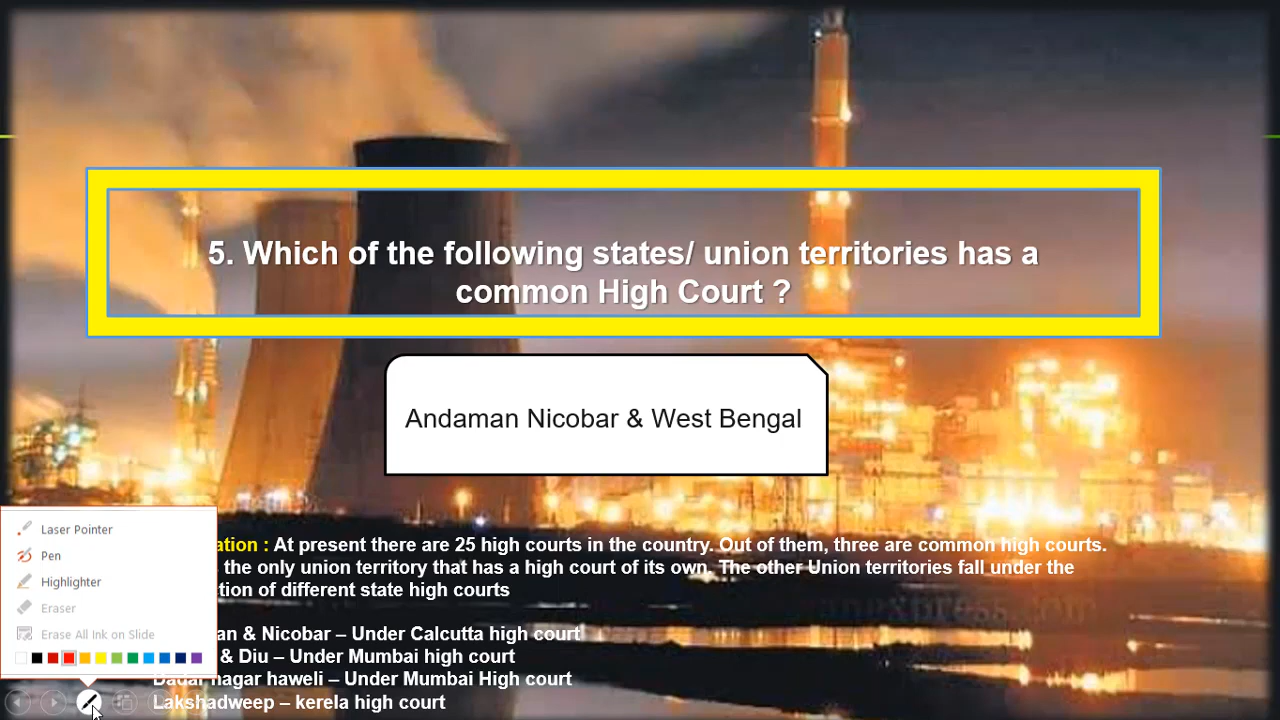 5. Which of the following states/ union territories has a
common High Court ?
Andaman Nicobar & West Bengal
Laser Pointer
Pen
Highlighter
Eraser
Erase All Ink on Slide
ation : At present there are 25 high courts in the country. Out of them, three are common high courts.
the only union territory that has a high court of its own. The other Union territories fall under the
tion of different state high courts
an & Nicobar – Under Calcutta high court
& Diu – Under Mumbai high court
Dadar nagar haweli – Under Mumbai High court
Lakshadweep – kerela high court